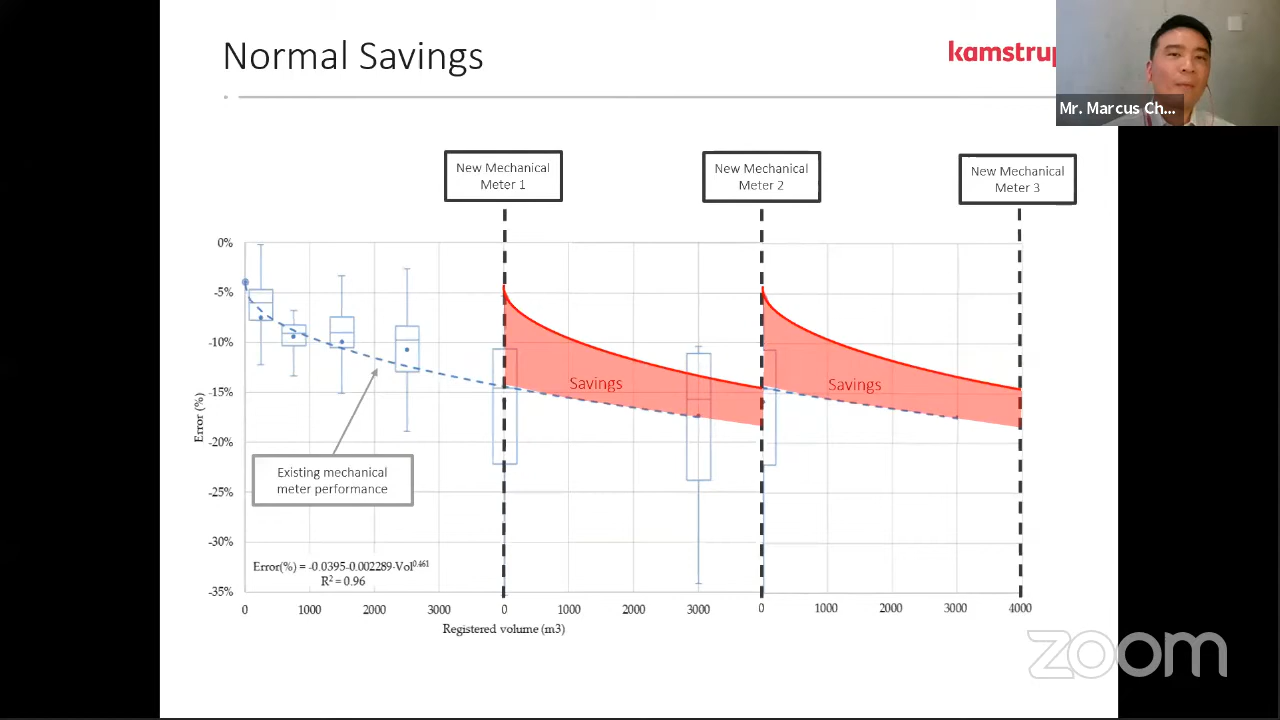 Normal Savings
kamstrup
Mr. Marcus Ch...
New Mechanical
Meter 1
New Mechanical
Meter 2
New Mechanical
Meter 3
0%
-5%
-10%
-15%
-20%
-25%
-30%
-35%
Error (%)
Savings
Savings
Existing mechanical
meter performance
Error(%) = -0.0395-0.002289·Vol^0.461
R² = 0.96
0 1000 2000 3000 0 1000 2000 3000 0 1000 2000 3000 4000
Registered volume (m3)
zoom